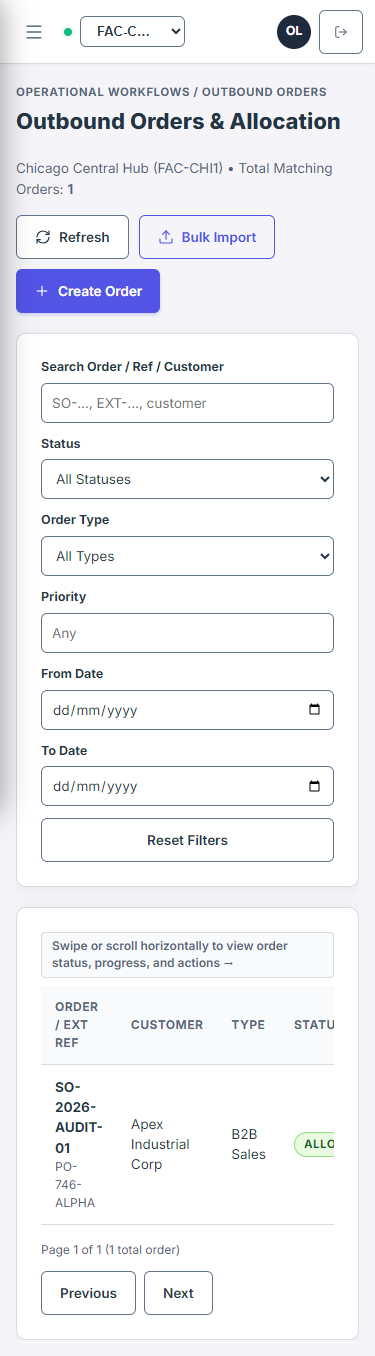 FAC-C...
OL
OPERATIONAL WORKFLOWS / OUTBOUND ORDERS
Outbound Orders & Allocation
Chicago Central Hub (FAC-CHI1) • Total Matching
Orders: 1
Refresh
Bulk Import
Create Order
Search Order / Ref / Customer
SO-..., EXT-..., customer
Status
All Statuses
Order Type
All Types
Priority
Any
From Date
dd/mm/yyyy
To Date
dd/mm/yyyy
Reset Filters
Swipe or scroll horizontally to view order
status, progress, and actions →
ORDER
/ EXT
REF
CUSTOMER
TYPE
STATU
SO-
2026-
AUDIT-
01
PO-
746-
ALPHA
Apex
Industrial
Corp
B2B
Sales
ALLO
Page 1 of 1 (1 total order)
Previous
Next